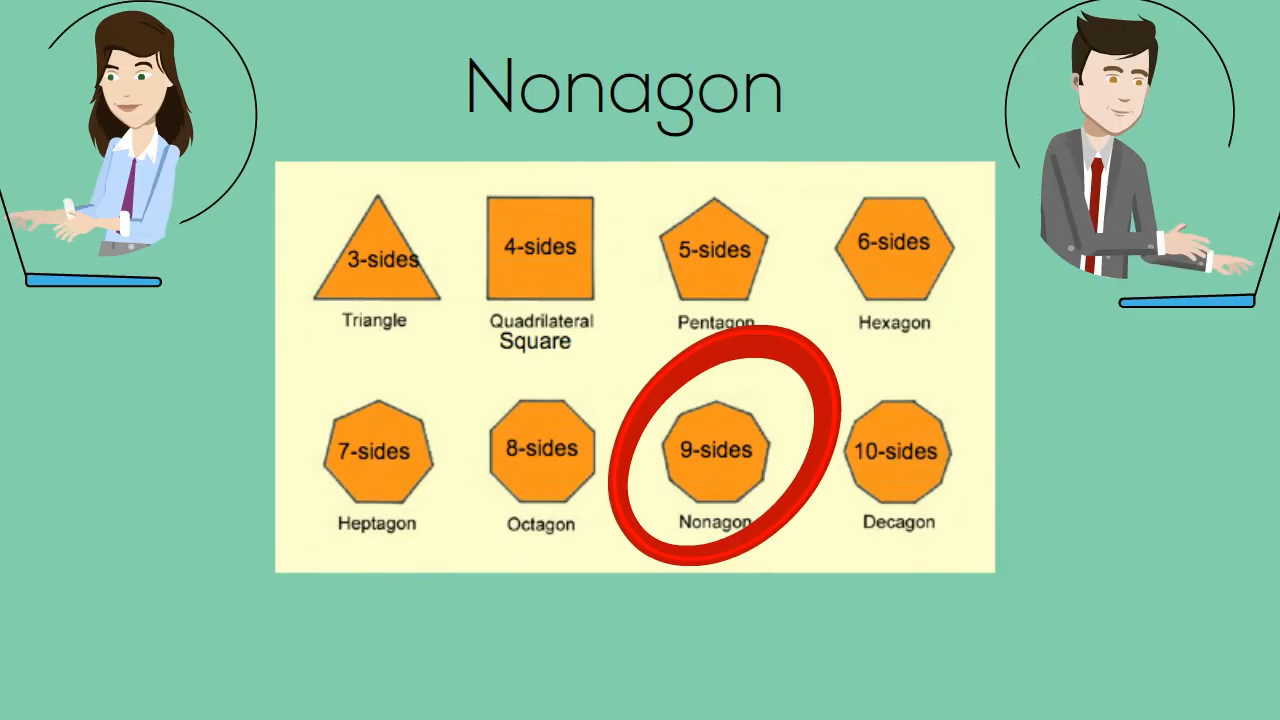 Nonagon
3-sides
4-sides
5-sides
6-sides
Triangle
Quadrilateral
Square
Pentagon
Hexagon
7-sides
8-sides
9-sides
10-sides
Heptagon
Octagon
Nonagon
Decagon